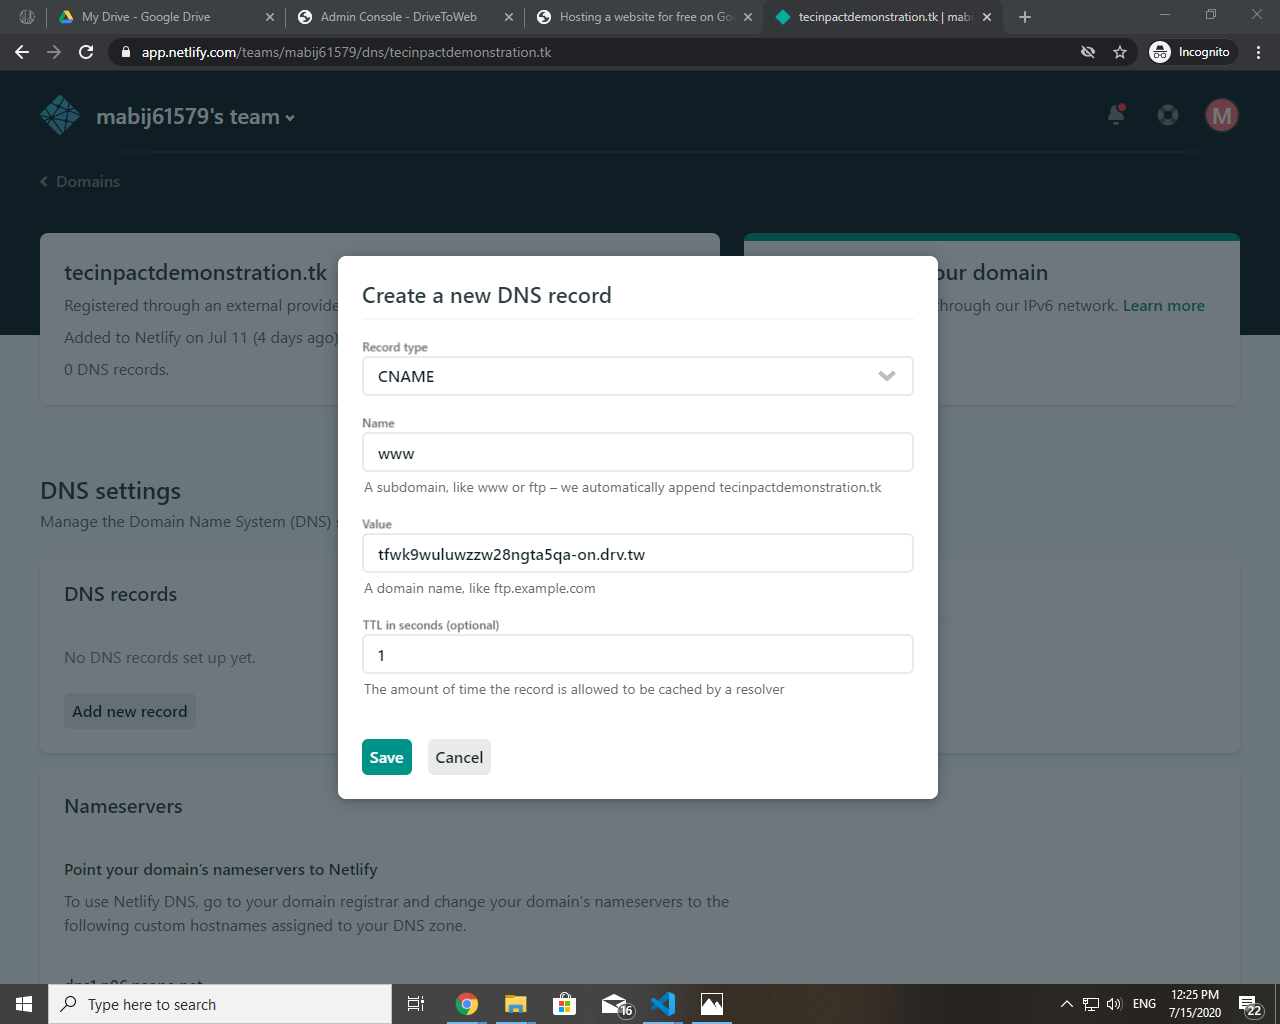 My Drive - Google Drive
Admin Console - DriveToWeb
Hosting a website for free on Goo
tecinpactdemonstration.tk | mabi
app.netlify.com/teams/mabij61579/dns/tecinpactdemonstration.tk
Incognito
mabij61579's team
M
Domains
tecinpactdemonstration.tk
our domain
Registered through an external provide
through our IPv6 network. Learn more
Added to Netlify on Jul 11 (4 days ago)
0 DNS records.
Create a new DNS record
Record type
CNAME
Name
www
A subdomain, like www or ftp – we automatically append tecinpactdemonstration.tk
Value
tfwk9wuluwzzw28ngta5qa-on.drv.tw
A domain name, like ftp.example.com
TTL in seconds (optional)
1
The amount of time the record is allowed to be cached by a resolver
Save
Cancel
DNS settings
Manage the Domain Name System (DNS) s
DNS records
No DNS records set up yet.
Add new record
Nameservers
Point your domain's nameservers to Netlify
To use Netlify DNS, go to your domain registrar and change your domain's nameservers to the
following custom hostnames assigned to your DNS zone.
Type here to search
16
ENG
12:25 PM
7/15/2020
22